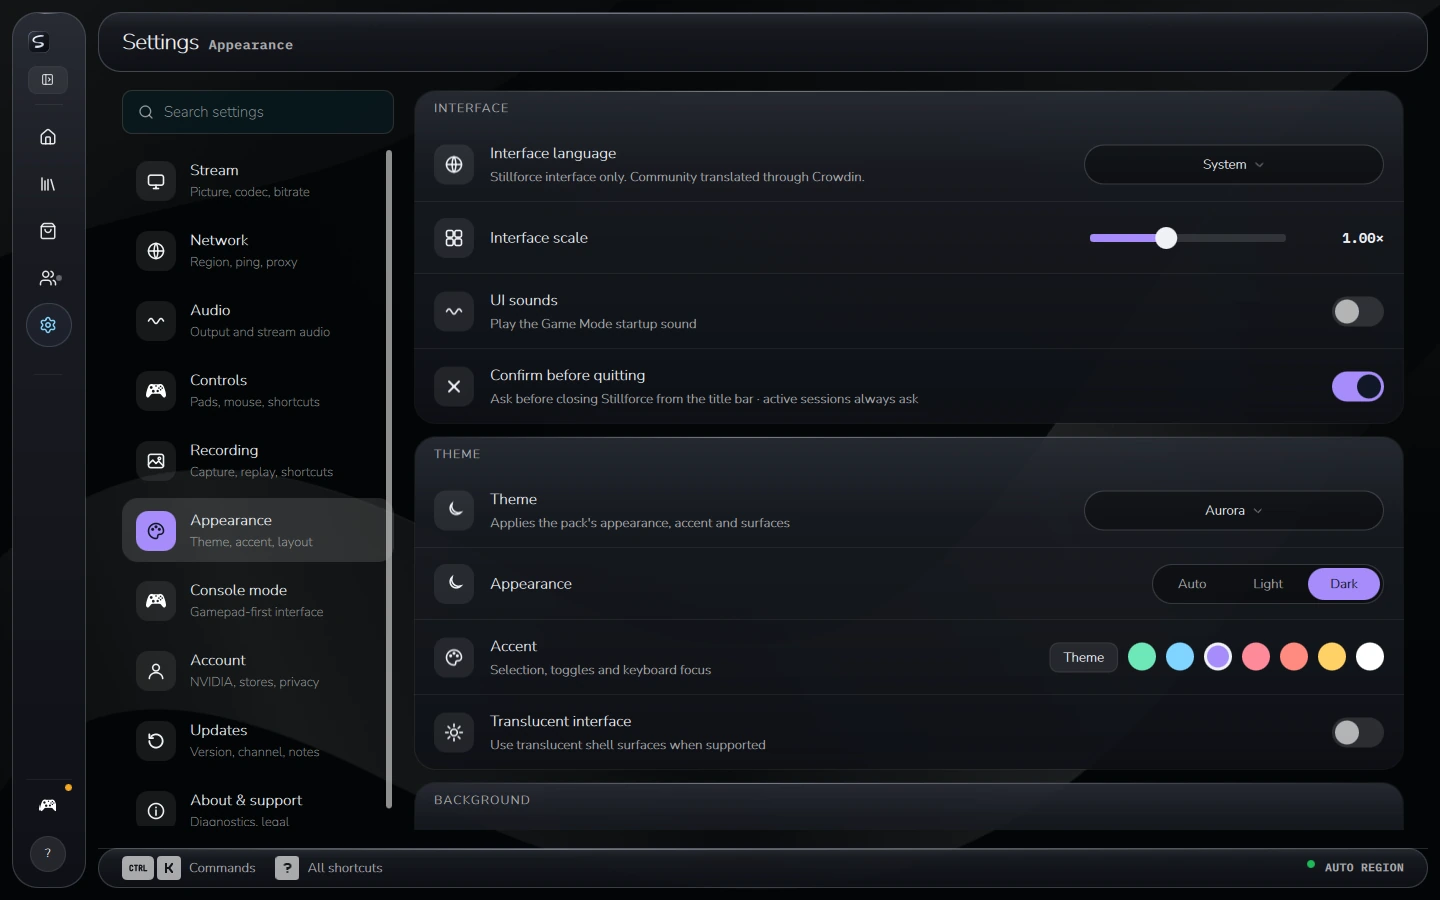 Settings Appearance
Search settings
Stream
Picture, codec, bitrate
Network
Region, ping, proxy
Audio
Output and stream audio
Controls
Pads, mouse, shortcuts
Recording
Capture, replay, shortcuts
Appearance
Theme, accent, layout
Console mode
Gamepad-first interface
Account
NVIDIA, stores, privacy
Updates
Version, channel, notes
About & support
Diagnostics, legal
INTERFACE
Interface language
Stillforce interface only. Community translated through Crowdin.
System
Interface scale
1.00×
UI sounds
Play the Game Mode startup sound
Confirm before quitting
Ask before closing Stillforce from the title bar · active sessions always ask
THEME
Theme
Applies the pack's appearance, accent and surfaces
Aurora
Appearance
Auto Light Dark
Accent
Selection, toggles and keyboard focus
Theme
Translucent interface
Use translucent shell surfaces when supported
BACKGROUND
?
CTRL K Commands ? All shortcuts
AUTO REGION